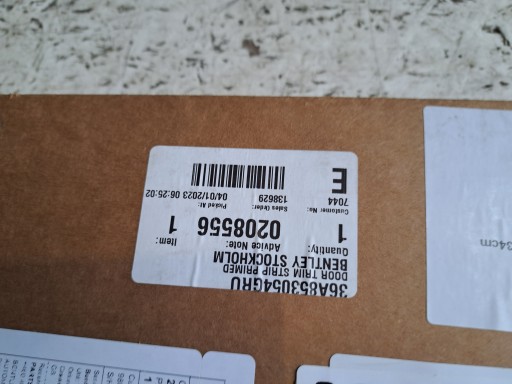 36A853054GRU
DOOR TRIM STRIP PRIMED
BENTLEY STOCKHOLM
Quantity: Advice Note: Item:
1 0208556 1
Customer No: Sales Order: Picked At:
7044 138629 04/01/2023 06:25:02
E
34cm